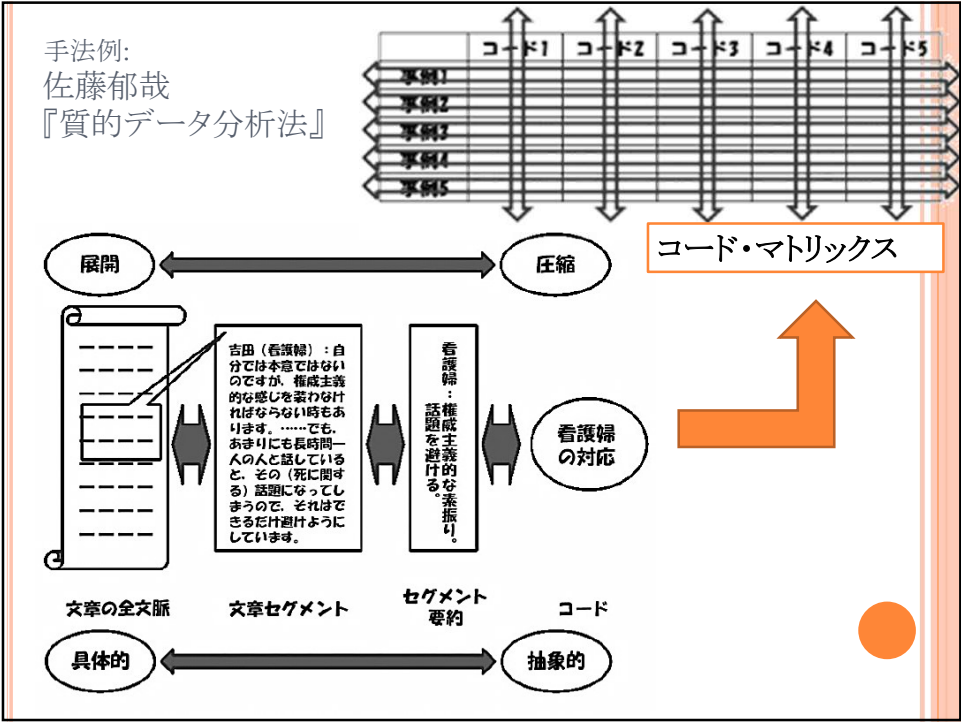 手法例:
佐藤郁哉
『質的データ分析法』
コード1 コード2 コード3 コード4 コード5
事例1
事例2
事例3
事例4
事例5
コード・マトリックス
展開
圧縮
吉田(看護婦):自
分では本意ではない
のですが、権威主義
的な感じを装わなけ
ればならない時もあ
ります。……でも、
あまりにも長時間一
人の人と話している
と、その(死に関す
る)話題になってし
まうので、それはで
きるだけ避けように
しています。
看護婦:権威主義的な素振り。
話題を避ける。
看護婦
の対応
文章の全文脈
文章セグメント
セグメント
要約
コード
具体的
抽象的